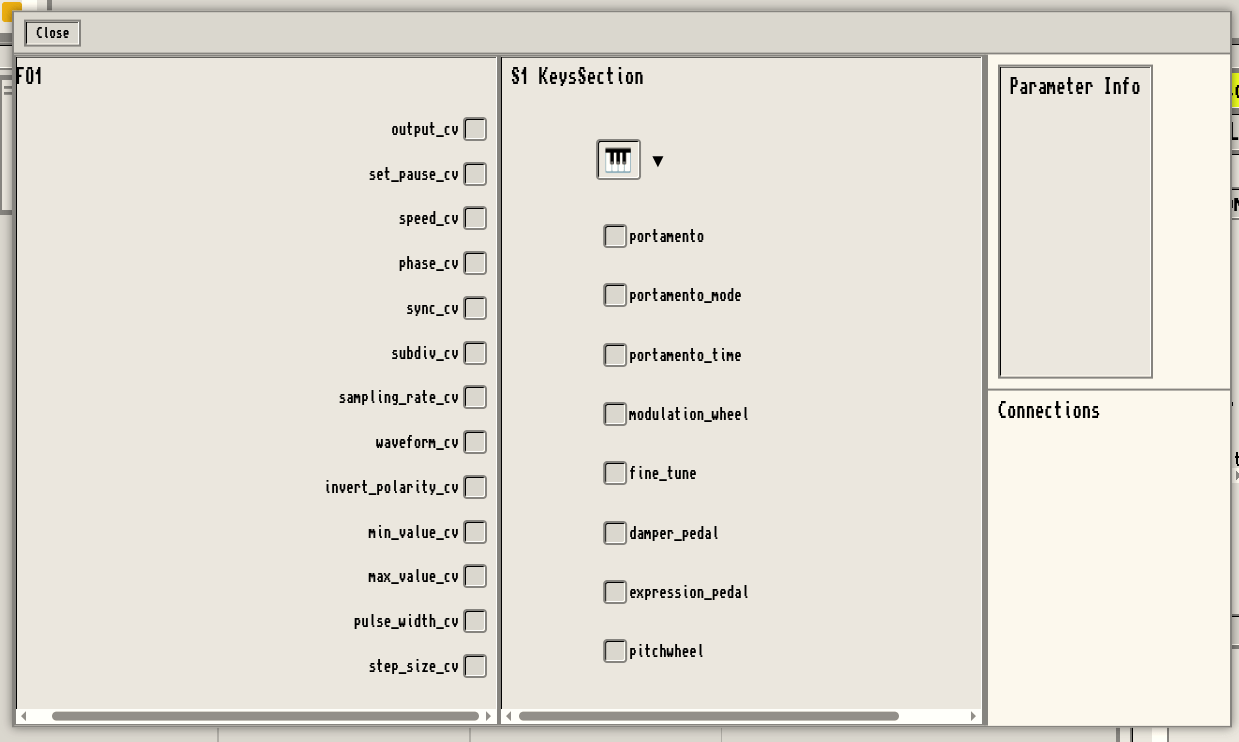 Close
FO1
output_cv
set_pause_cv
speed_cv
phase_cv
sync_cv
subdiv_cv
sampling_rate_cv
waveform_cv
invert_polarity_cv
min_value_cv
max_value_cv
pulse_width_cv
step_size_cv
S1 KeysSection
portamento
portamento_mode
portamento_time
modulation_wheel
fine_tune
damper_pedal
expression_pedal
pitchwheel
Parameter Info
Connections